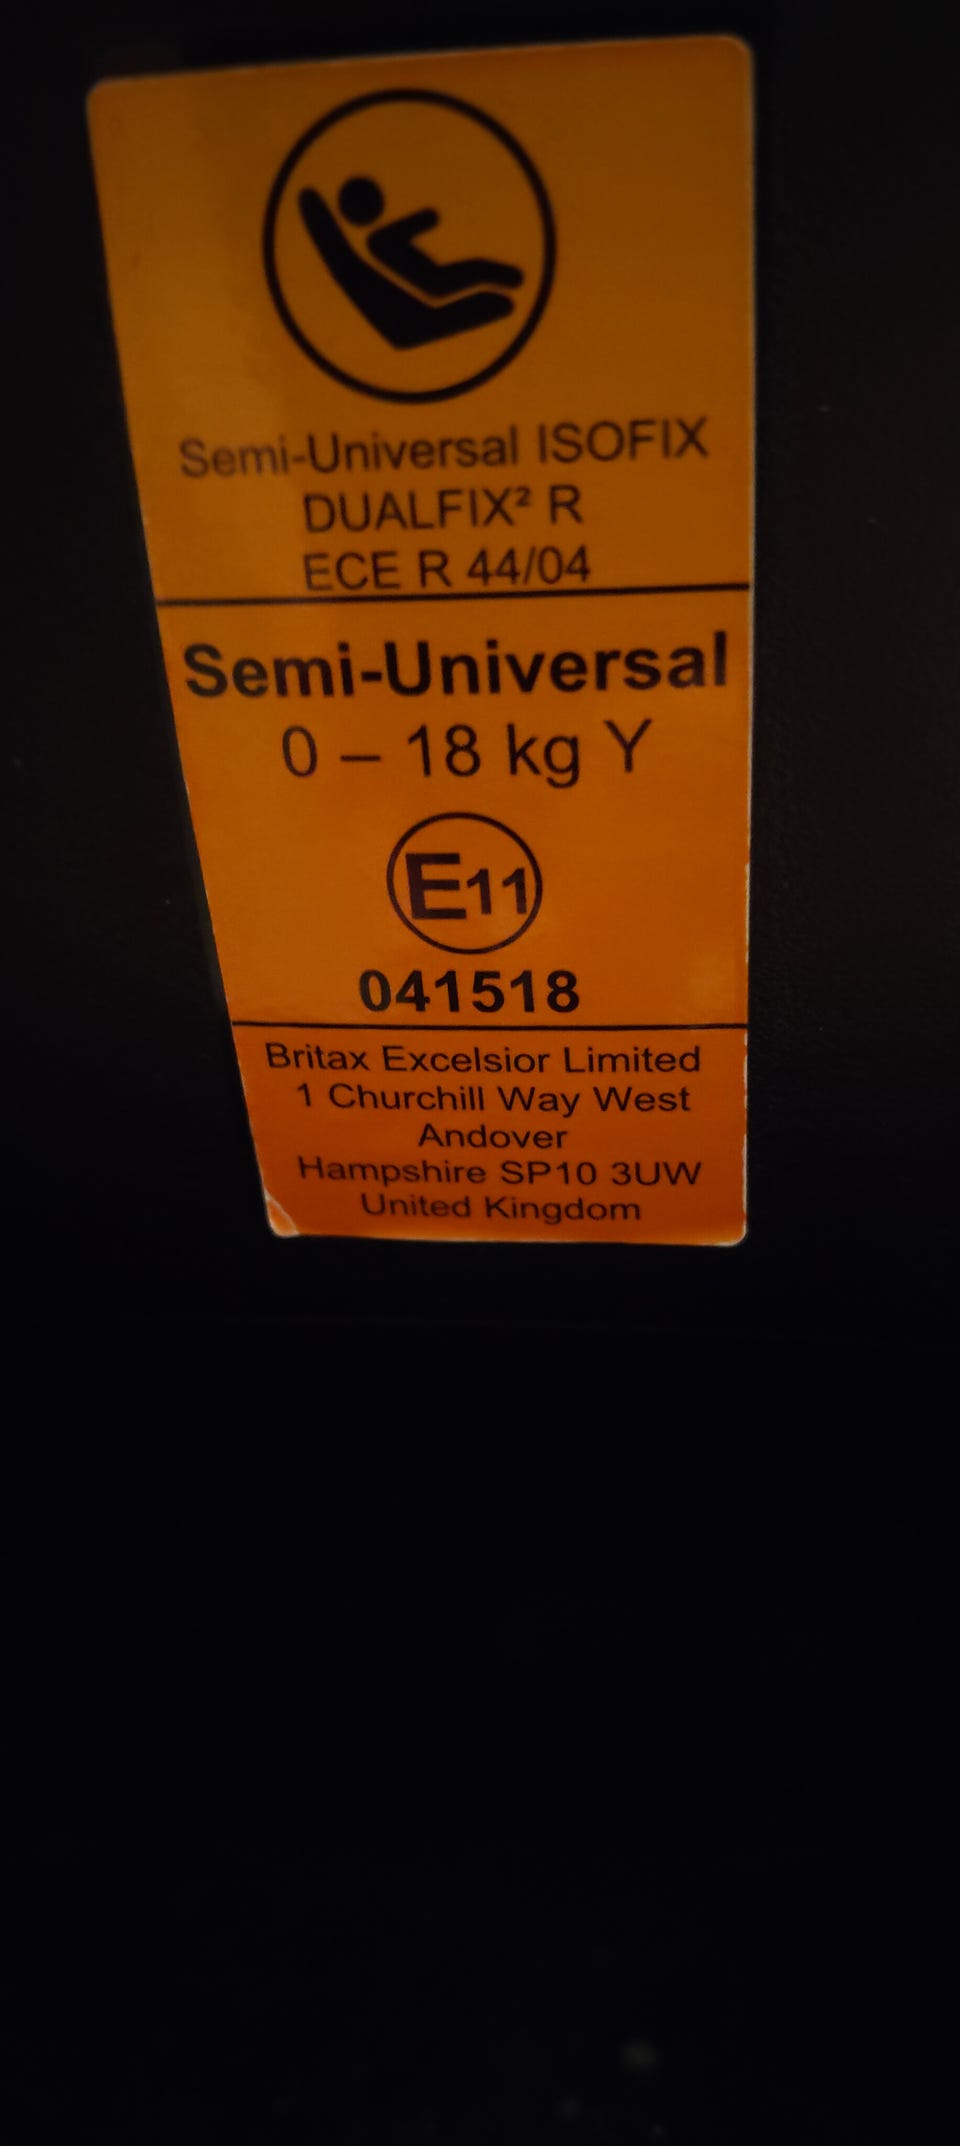 Semi-Universal ISOFIX
DUALFIX² R
ECE R 44/04
Semi-Universal
0 – 18 kg Y
E11
041518
Britax Excelsior Limited
1 Churchill Way West
Andover
Hampshire SP10 3UW
United Kingdom